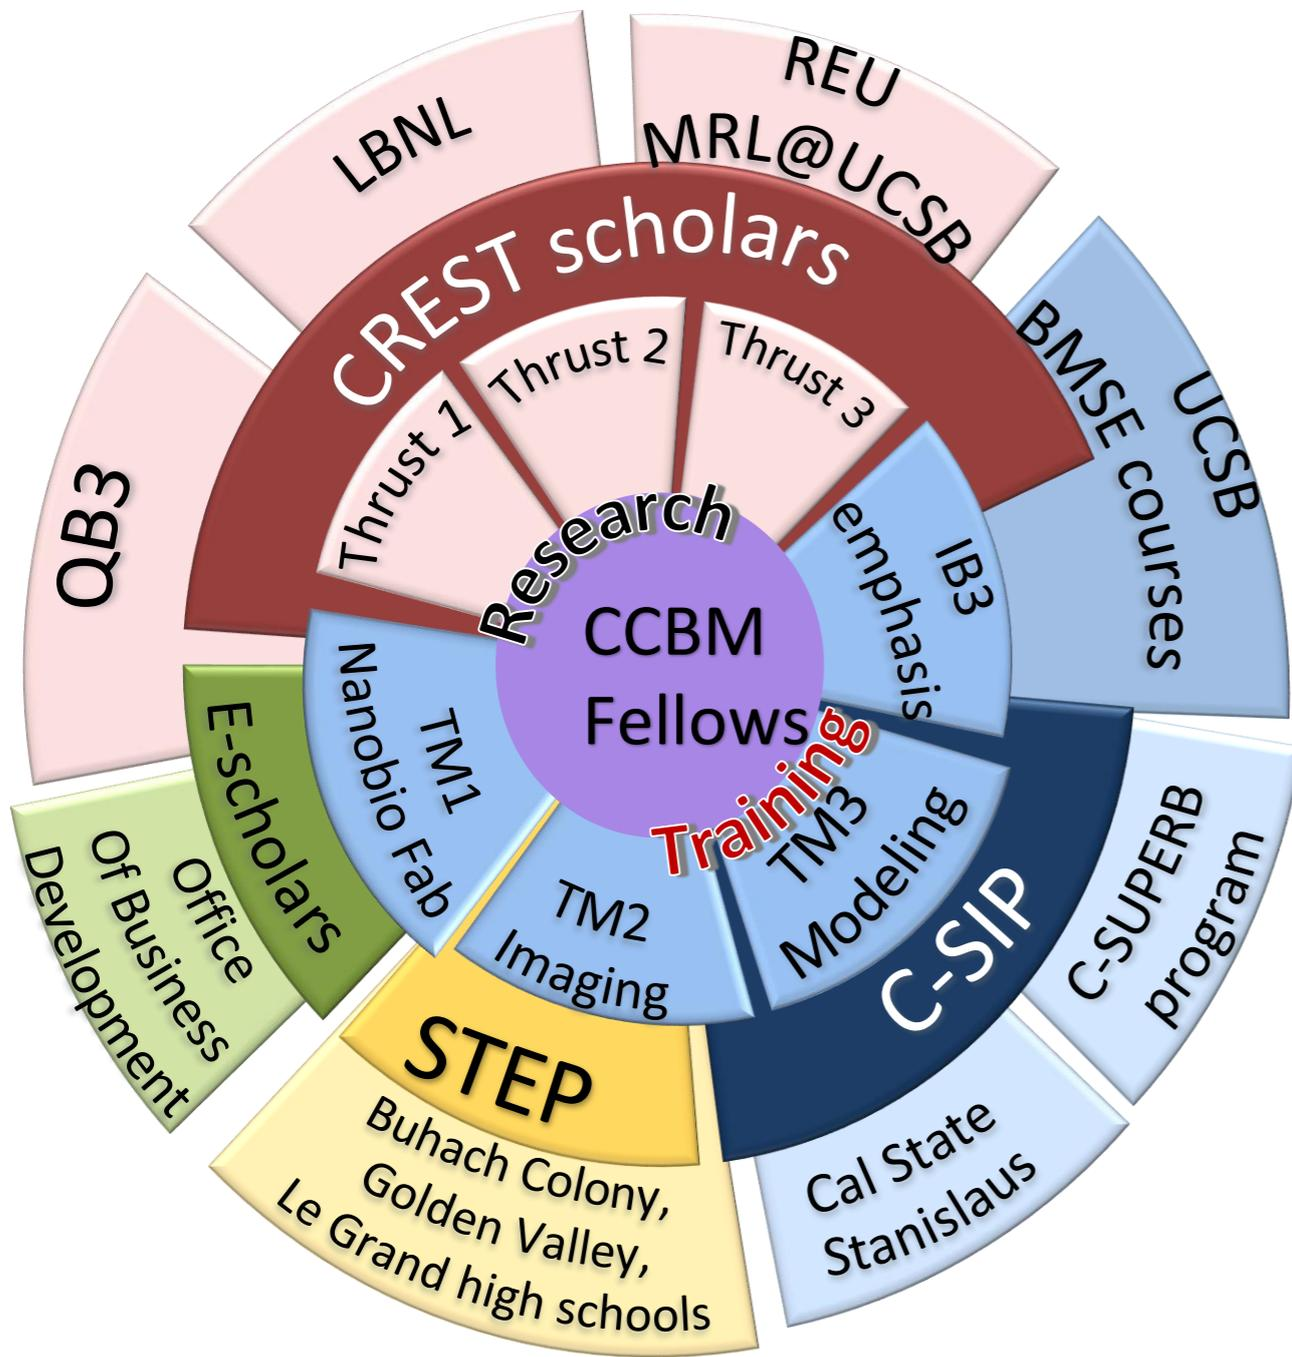 REU
MRL@UCSB
LBNL
QB3
CREST scholars
Thrust 1
Thrust 2
Thrust 3
Research
CCBM
Fellows
Training
IB3
emphasis
UCSB
BMSE courses
TM1
Nanobio Fab
TM2
Imaging
TM3
Modeling
E-scholars
Office
Of Business
Development
STEP
Buhach Colony,
Golden Valley,
Le Grand high schools
C-SIP
C-SUPERB
program
Cal State
Stanislaus